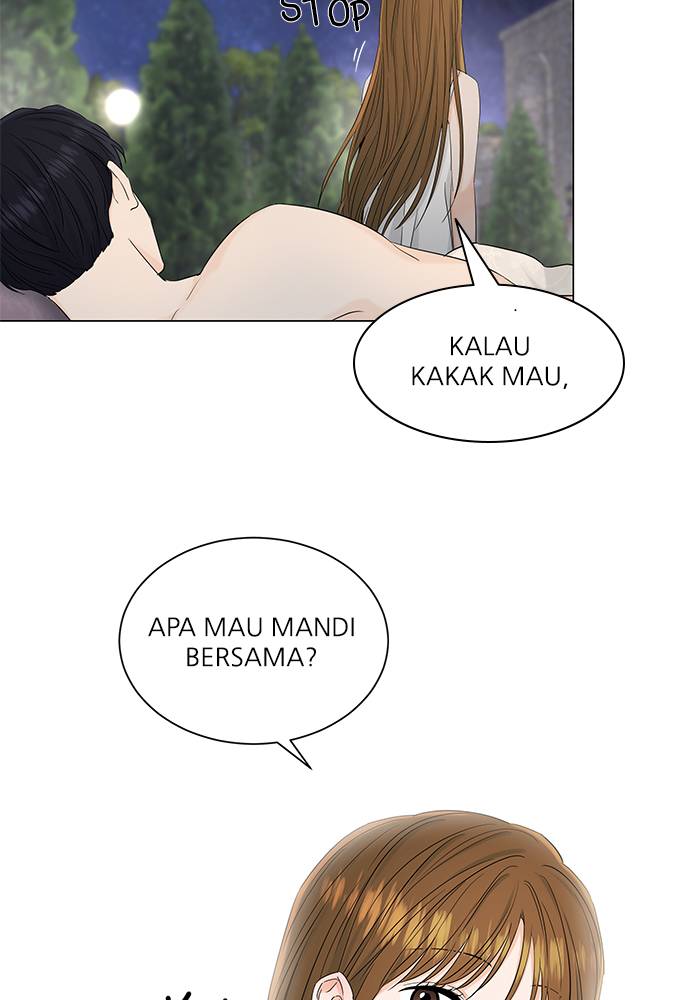 STOP
KALAU
KAKAK MAU,
APA MAU MANDI
BERSAMA?